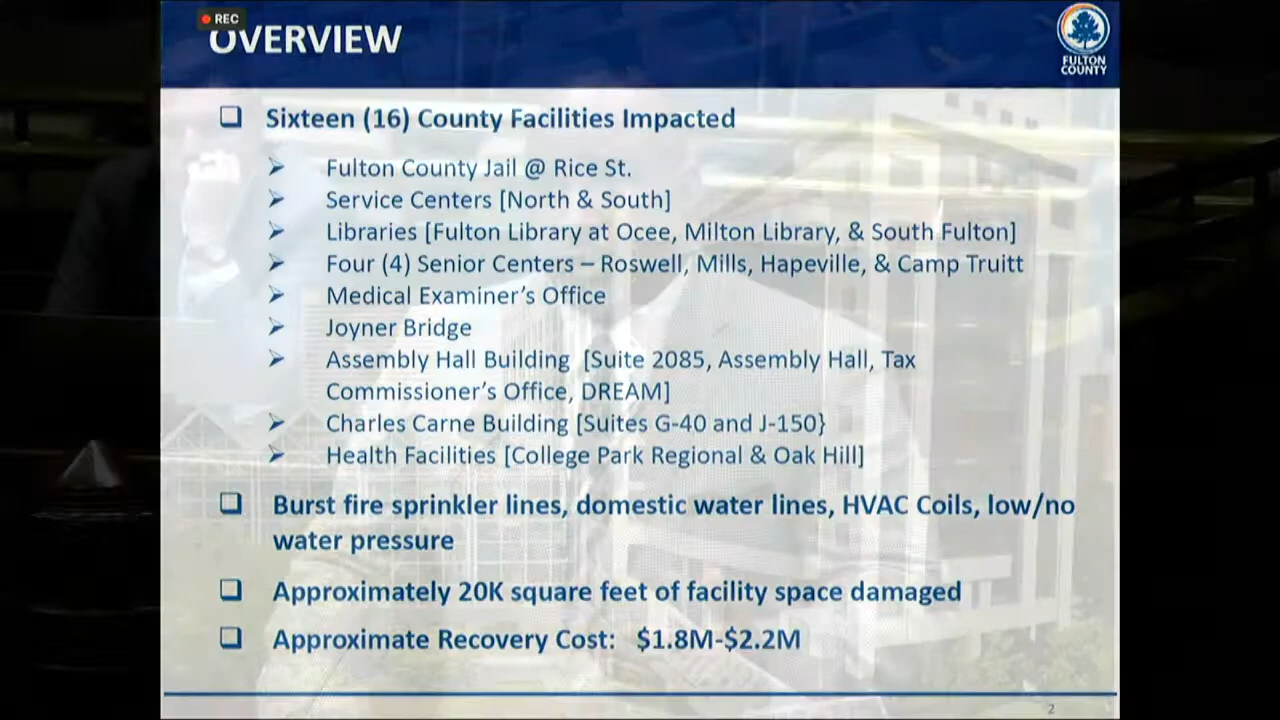 REC
OVERVIEW
FULTON
COUNTY
Sixteen (16) County Facilities Impacted
Fulton County Jail @ Rice St.
Service Centers [North & South]
Libraries [Fulton Library at Ocee, Milton Library, & South Fulton]
Four (4) Senior Centers – Roswell, Mills, Hapeville, & Camp Truitt
Medical Examiner's Office
Joyner Bridge
Assembly Hall Building [Suite 2085, Assembly Hall, Tax
Commissioner's Office, DREAM]
Charles Carne Building [Suites G-40 and J-150}
Health Facilities [College Park Regional & Oak Hill]
Burst fire sprinkler lines, domestic water lines, HVAC Coils, low/no
water pressure
Approximately 20K square feet of facility space damaged
Approximate Recovery Cost: $1.8M-$2.2M
2